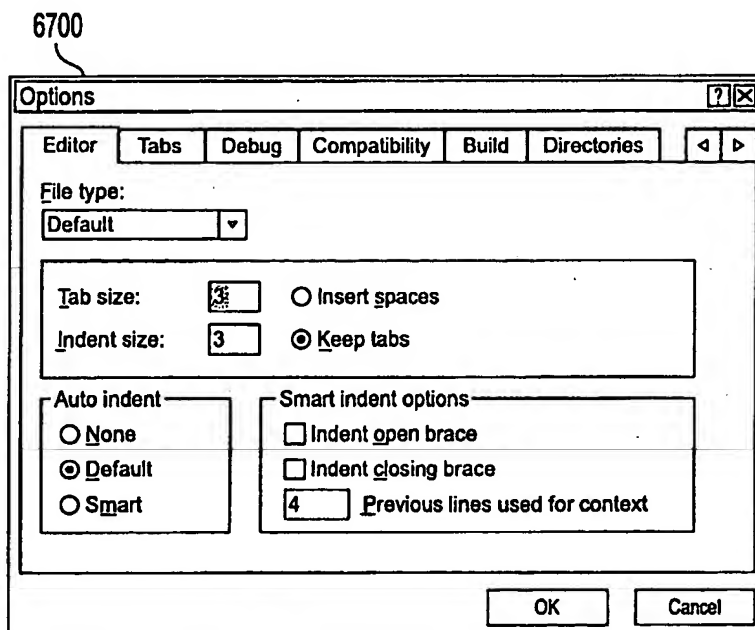 6700
Options
Editor Tabs Debug Compatibility Build Directories
File type:
Default
Tab size: 3 Insert spaces
Indent size: 3 Keep tabs
Auto indent
None
Default
Smart
Smart indent options
Indent open brace
Indent closing brace
4 Previous lines used for context
OK Cancel